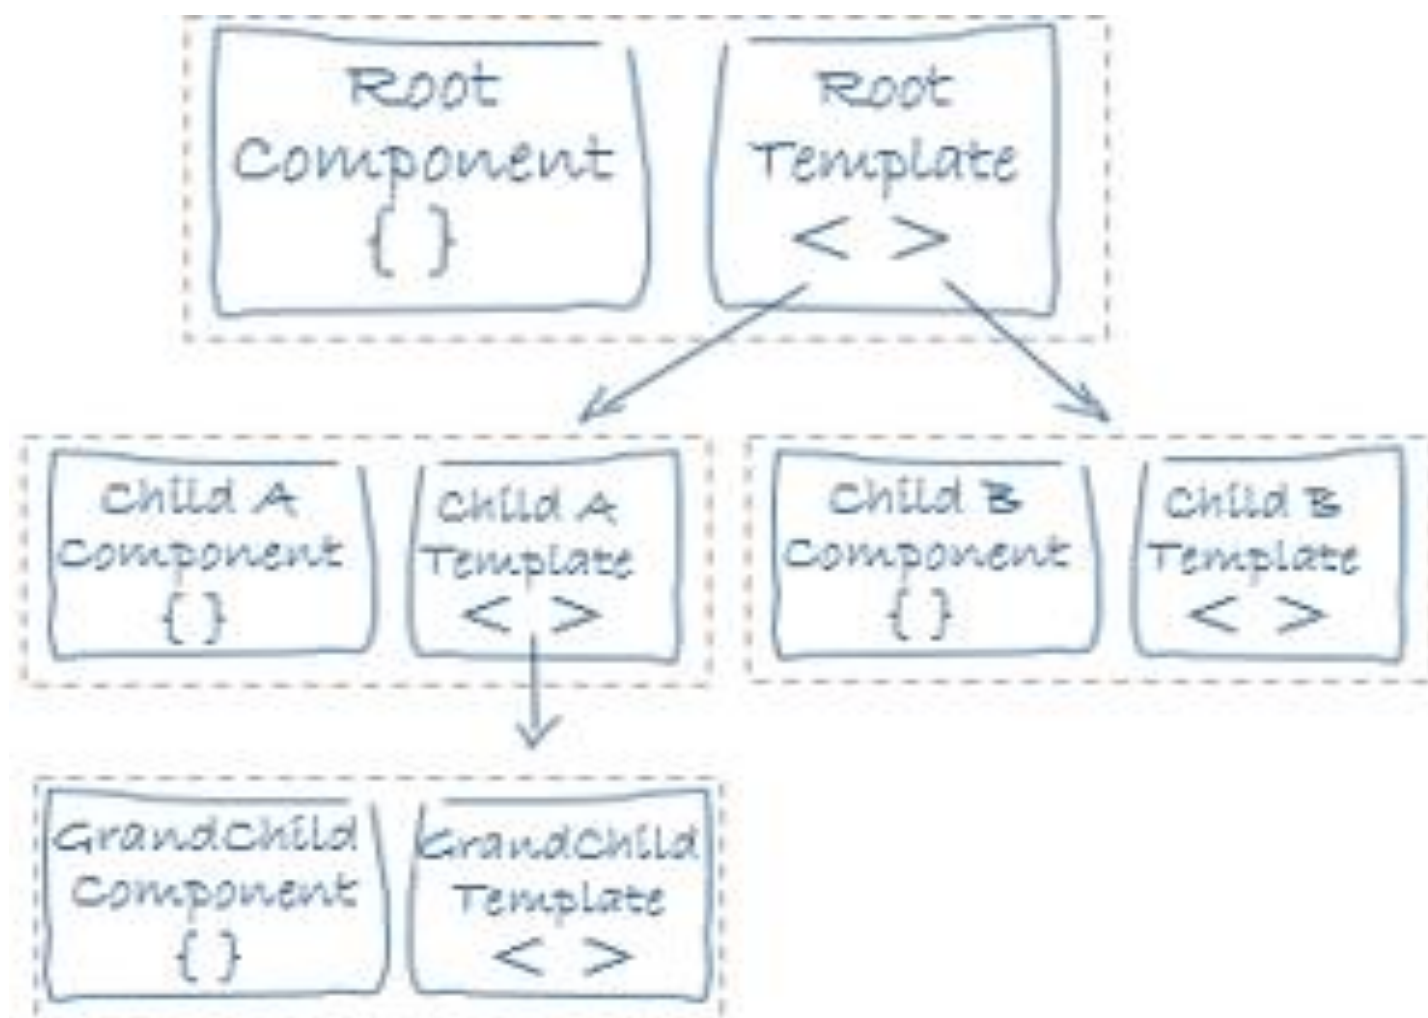 Root
Component
{ }
Root
Template
< >
Child A
Component
{ }
Child A
Template
< >
Child B
Component
{ }
Child B
Template
< >
GrandChild
Component
{ }
GrandChild
Template
< >